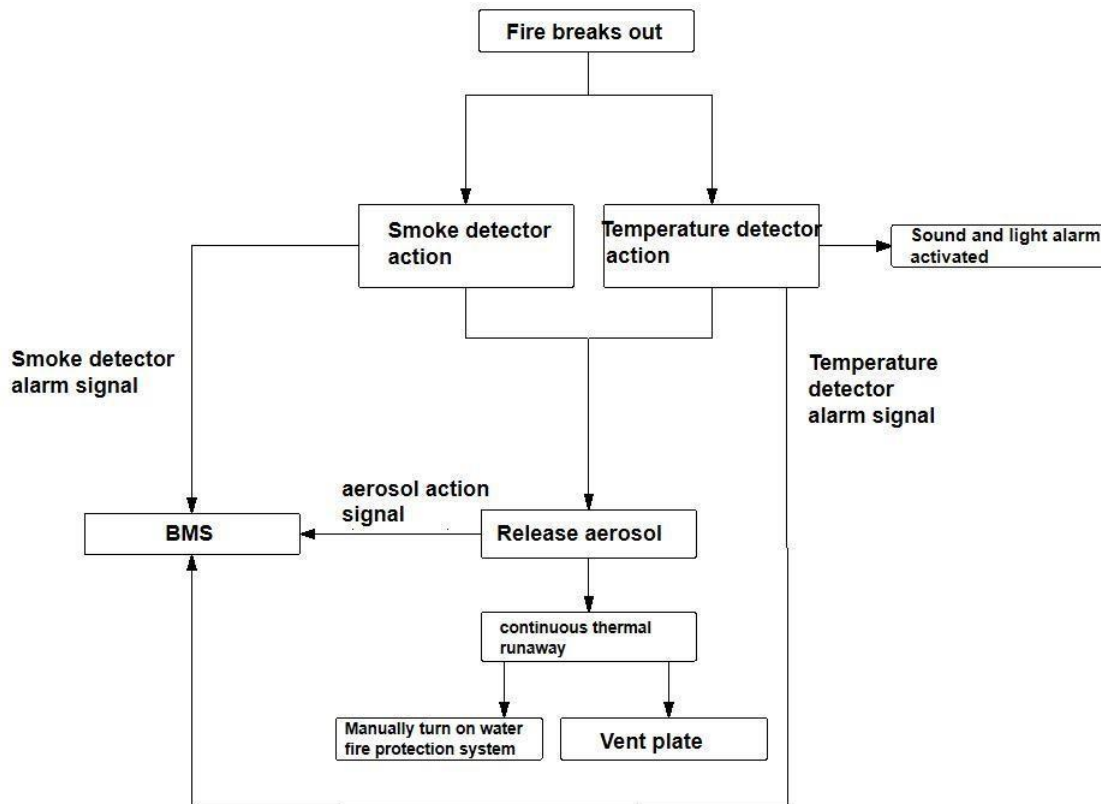 Fire breaks out
Smoke detector
action
Temperature detector
action
Sound and light alarm
activated
Smoke detector
alarm signal
Temperature
detector
alarm signal
aerosol action
signal
BMS
Release aerosol
continuous thermal
runaway
Manually turn on water
fire protection system
Vent plate